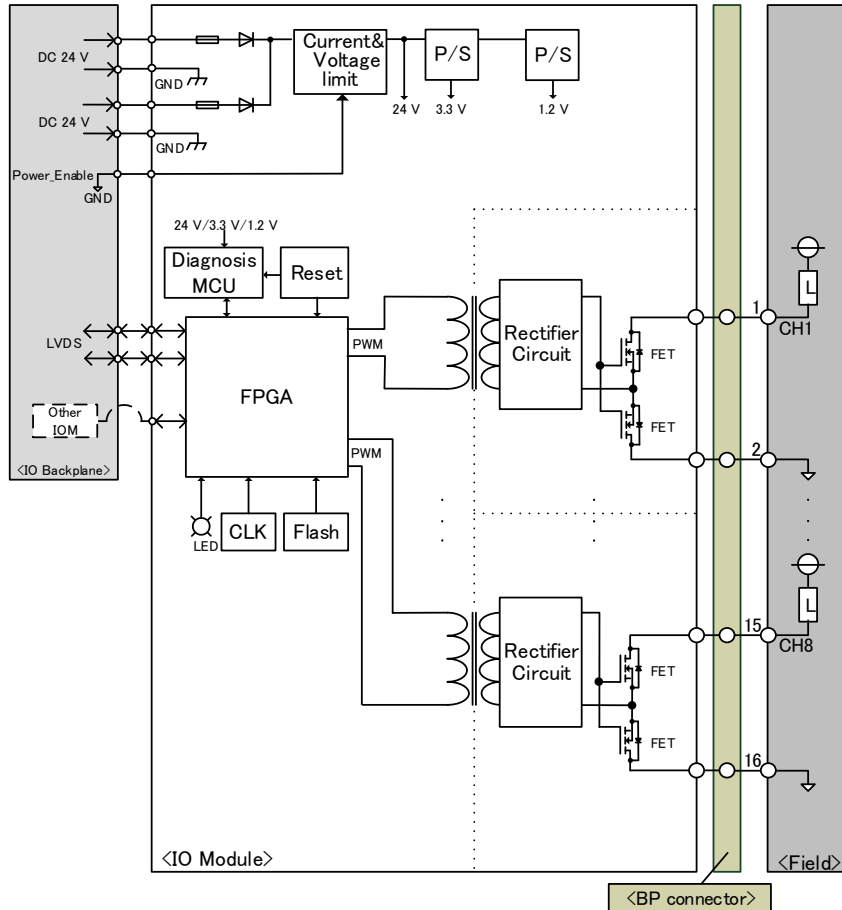 DC 24 V
GND
DC 24 V
GND
Power_Enable
GND
Current&
Voltage
limit
P/S
P/S
24 V
3.3 V
1.2 V
24 V/3.3 V/1.2 V
Diagnosis
MCU
Reset
LVDS
FPGA
PWM
PWM
Other
IOM
<IO Backplane>
LED
CLK
Flash
Rectifier
Circuit
FET
FET
1
2
L
CH1
Rectifier
Circuit
FET
FET
15
16
L
CH8
<IO Module>
<Field>
<BP connector>